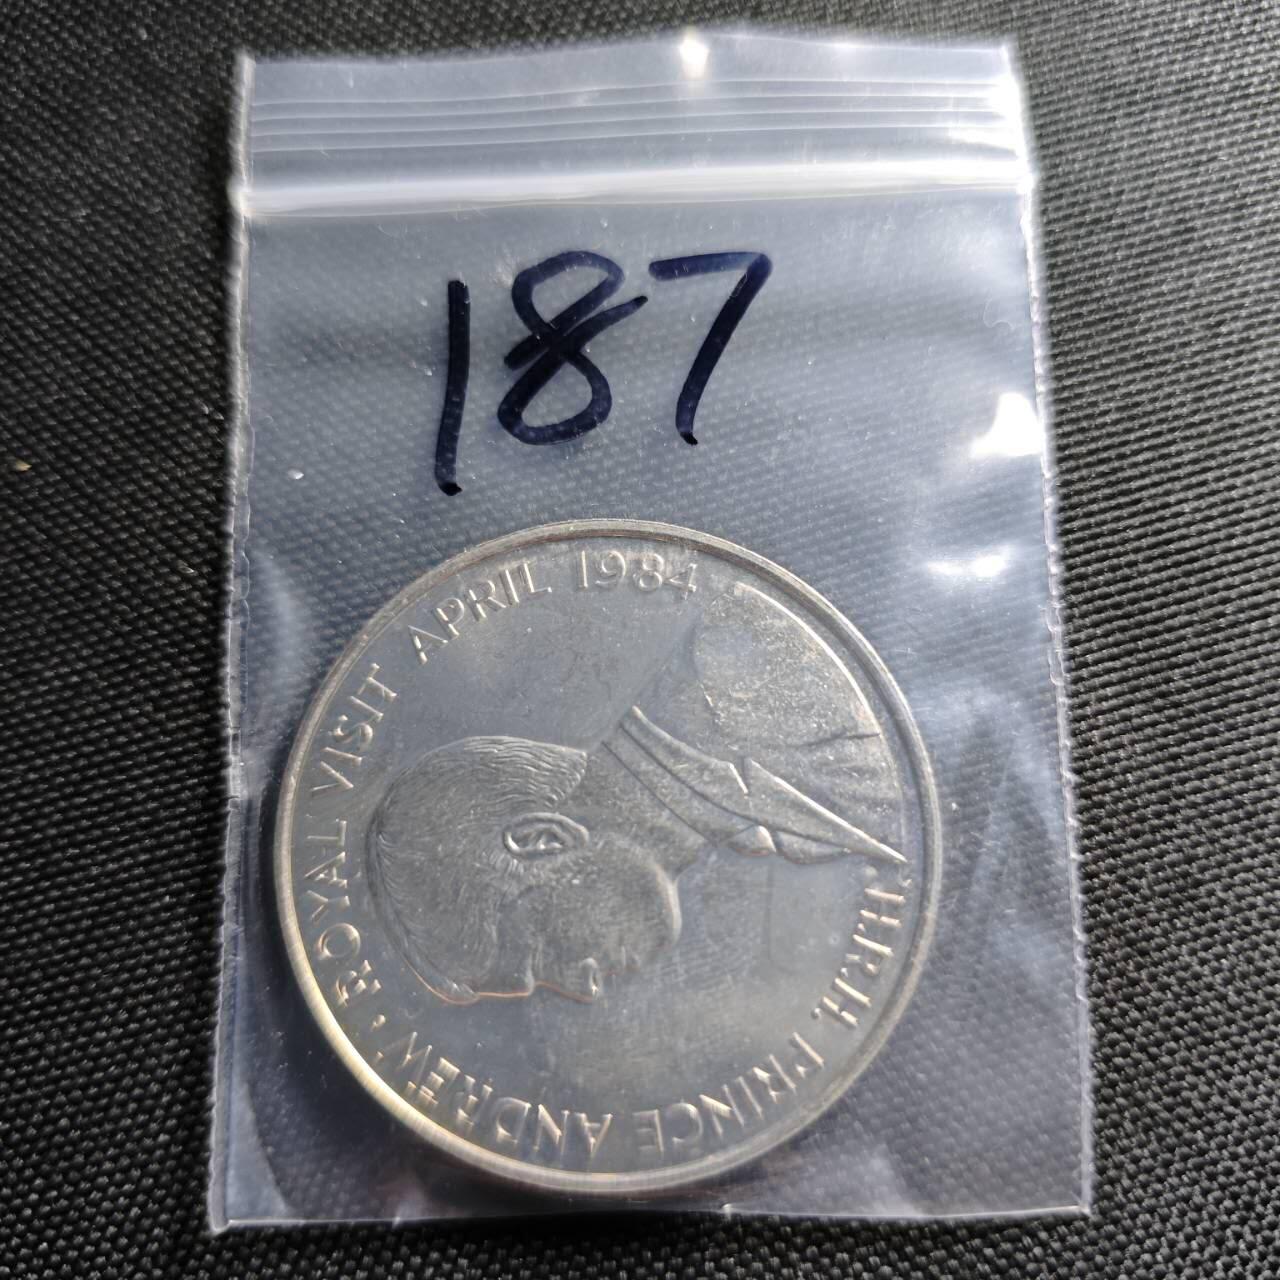 187
H.R.H. PRINCE ANDREW · ROYAL VISIT APRIL 1984